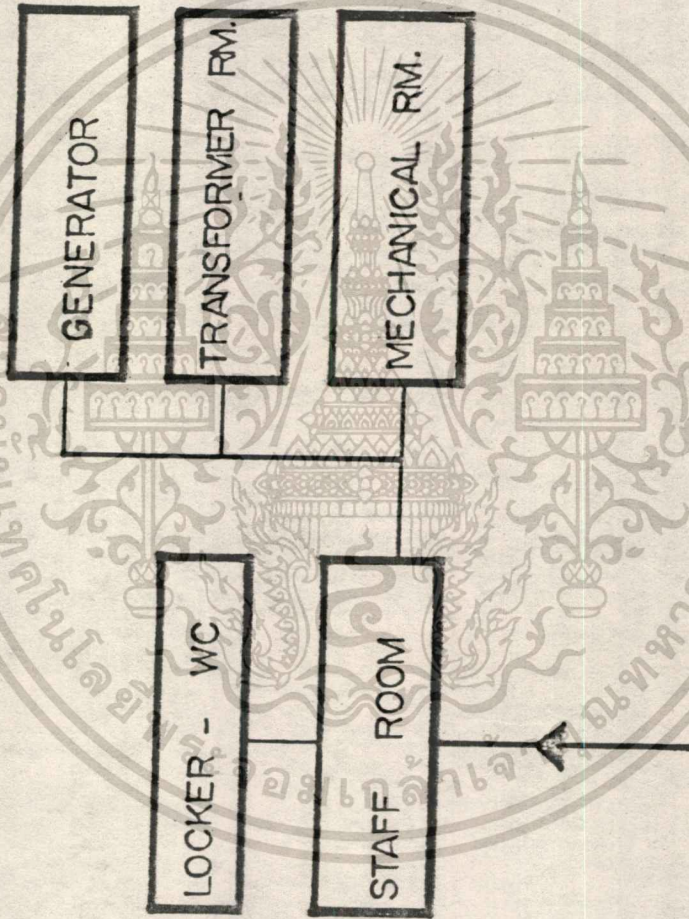 GENERATOR
TRANSFORMER RM.
MECHANICAL RM.
LOCKER - WC
STAFF ROOM